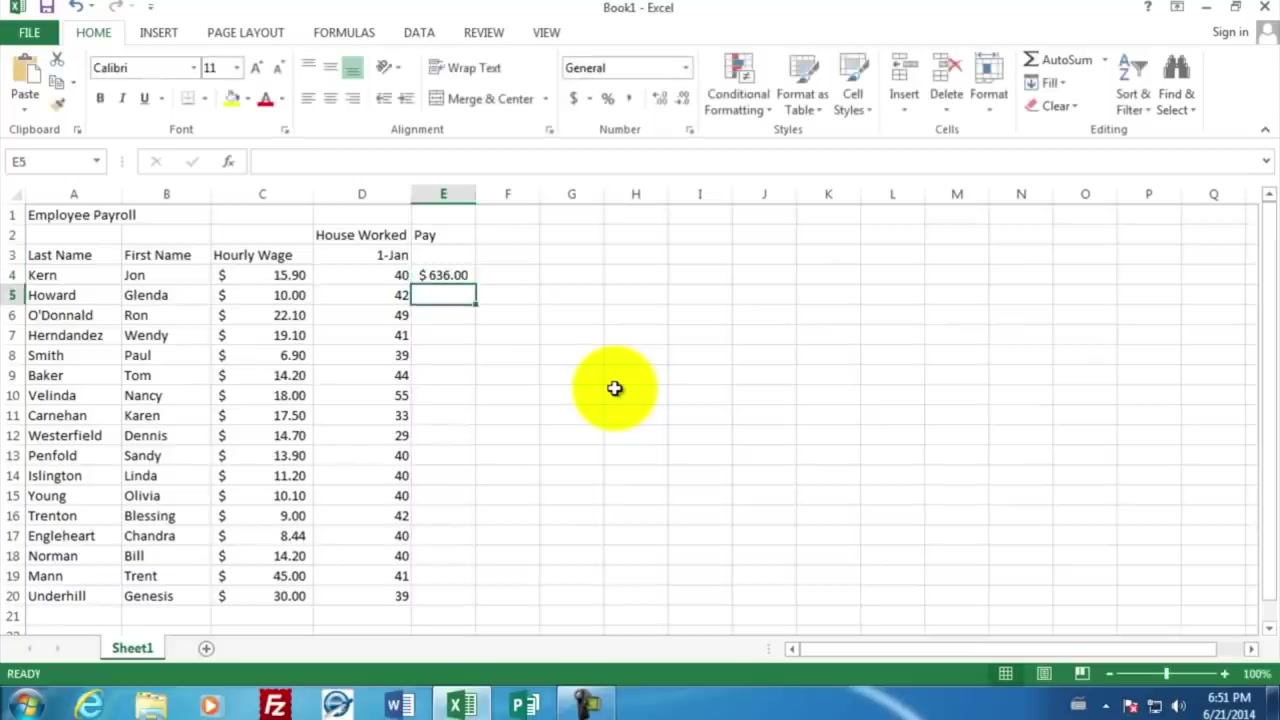 Book1 - Excel
Sign in
FILE HOME INSERT PAGE LAYOUT FORMULAS DATA REVIEW VIEW
Paste
Calibri 11
B I U
Wrap Text
Merge & Center
General
$ % ,
Conditional Formatting
Format as Table
Cell Styles
Insert Delete Format
AutoSum
Fill
Clear
Sort & Filter
Find & Select
Clipboard Font Alignment Number Styles Cells Editing
E5 fx
A B C D E F G H I J K L M N O P Q
1 Employee Payroll
2 House Worked Pay
3 Last Name First Name Hourly Wage 1-Jan
4 Kern Jon $ 15.90 40 $ 636.00
5 Howard Glenda $ 10.00 42
6 O'Donnald Ron $ 22.10 49
7 Herndandez Wendy $ 19.10 41
8 Smith Paul $ 6.90 39
9 Baker Tom $ 14.20 44
10 Velinda Nancy $ 18.00 55
11 Carnehan Karen $ 17.50 33
12 Westerfield Dennis $ 14.70 29
13 Penfold Sandy $ 13.90 40
14 Islington Linda $ 11.20 40
15 Young Olivia $ 10.10 40
16 Trenton Blessing $ 9.00 42
17 Engleheart Chandra $ 8.44 40
18 Norman Bill $ 14.20 40
19 Mann Trent $ 45.00 41
20 Underhill Genesis $ 30.00 39
21
Sheet1
READY 100%
6:51 PM
6/21/2014